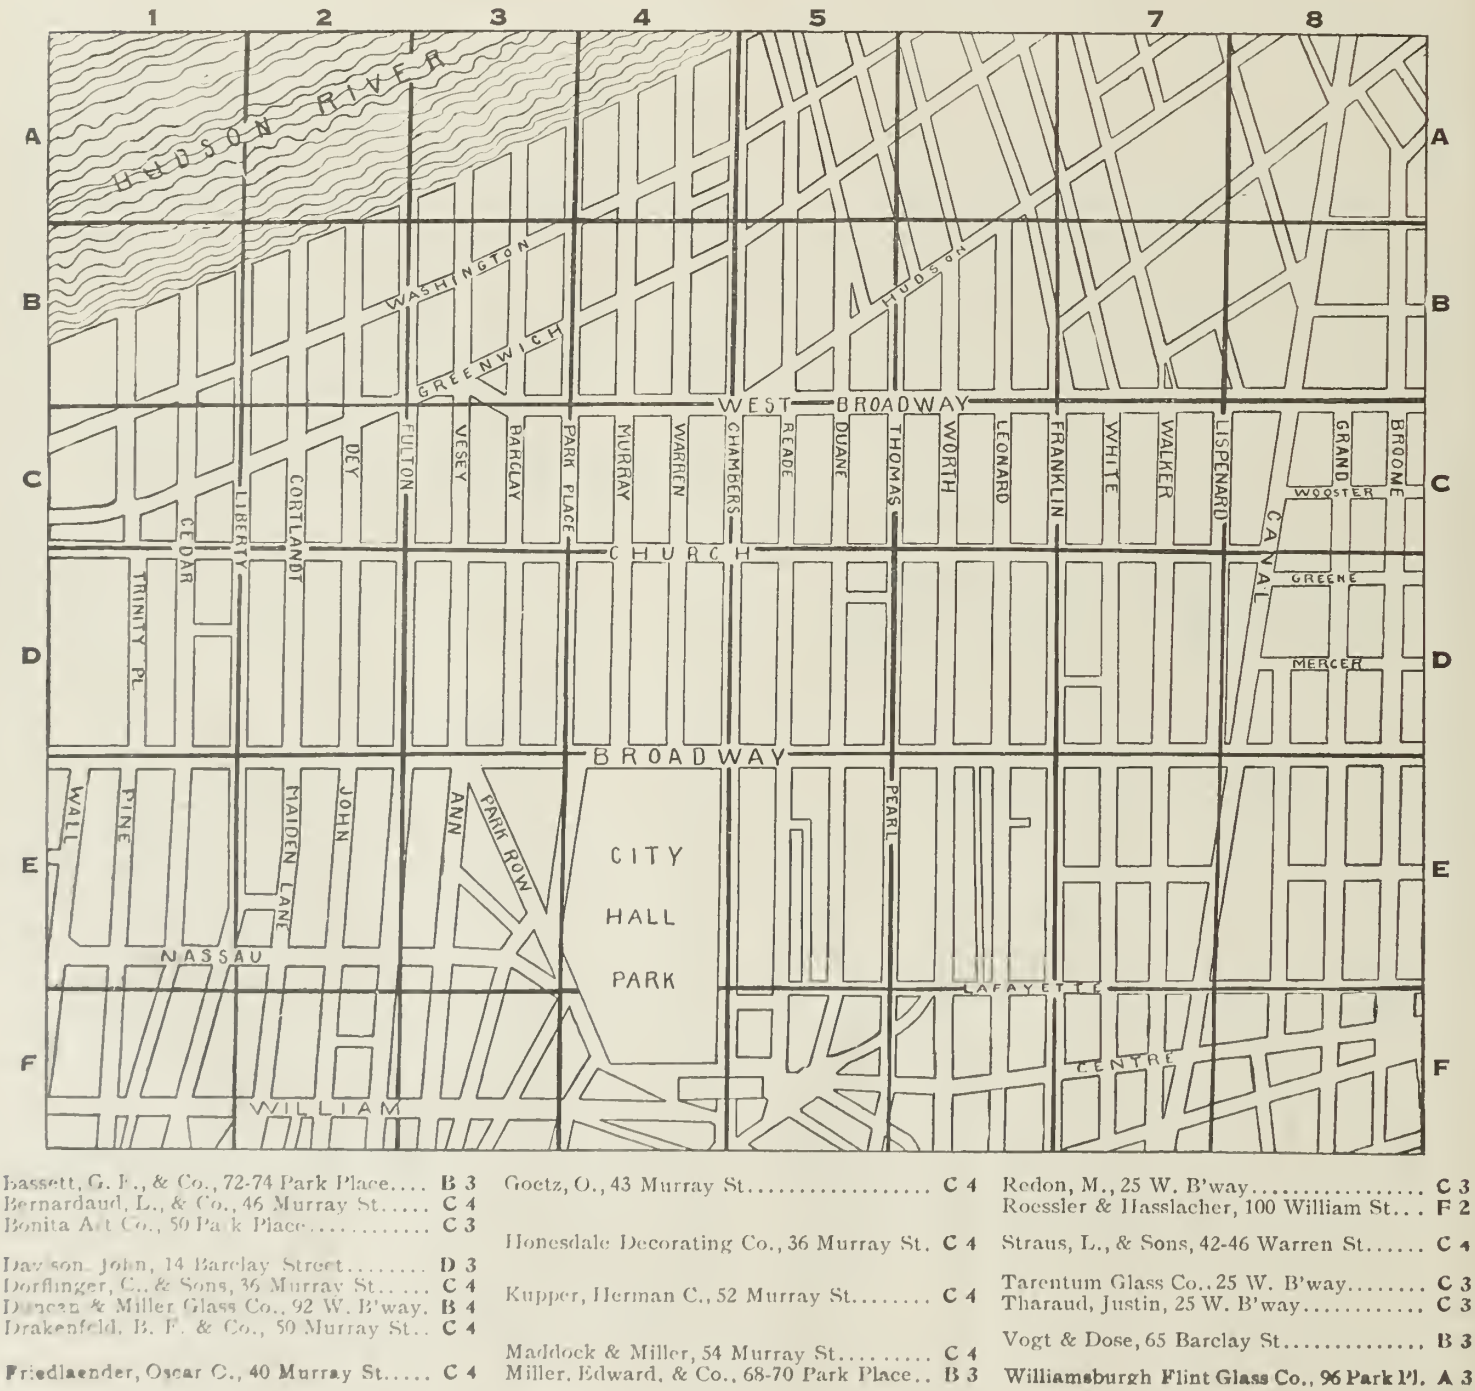 1 2 3 4 5 7 8
A
A
B
B
C
C
D
D
E
E
F
F
HUDSON RIVER
WASHINGTON
GREENWICH
HUDSON
WEST BROADWAY
DEY
FULTON
VESEY
BARCLAY
PARK PLACE
MURRAY
WARREN
CHAMBERS
READE
DUANE
THOMAS
WORTH
LEONARD
FRANKLIN
WHITE
WALKER
LISPENARD
GRAND
BROOME
WOOSTER
CEDAR
LIBERTY
CORTLANDT
CHURCH
CANAL
GREENE
TRINITY PL.
MERCER
BROADWAY
WALL
PINE
MAIDEN LANE
JOHN
ANN
PARK ROW
PEARL
CITY
HALL
PARK
NASSAU
LAFAYETTE
CENTRE
WILLIAM
Bassett, G. F., & Co., 72-74 Park Place.... B 3
Bernardaud, L., & Co., 46 Murray St..... C 4
Bonita Art Co., 50 Park Place............ C 3
Davison, John, 14 Barclay Street........ D 3
Dorflinger, C., & Sons, 36 Murray St.... C 4
Duncan & Miller Glass Co., 92 W. B'way. B 4
Drakenfeld, B. F. & Co., 50 Murray St.. C 4
Friedlaender, Oscar O., 40 Murray St..... C 4
Goetz, O., 43 Murray St.................. C 4
Honesdale Decorating Co., 36 Murray St. C 4
Kupper, Herman C., 52 Murray St........ C 4
Maddock & Miller, 54 Murray St......... C 4
Miller, Edward, & Co., 68-70 Park Place.. B 3
Redon, M., 25 W. B'way................ C 3
Roessler & Hasslacher, 100 William St... F 2
Straus, L., & Sons, 42-46 Warren St...... C 4
Tarentum Glass Co., 25 W. B'way........ C 3
Tharaud, Justin, 25 W. B'way............ C 3
Vogt & Dose, 65 Barclay St............... B 3
Williamsburgh Flint Glass Co., 96 Park Pl. A 3